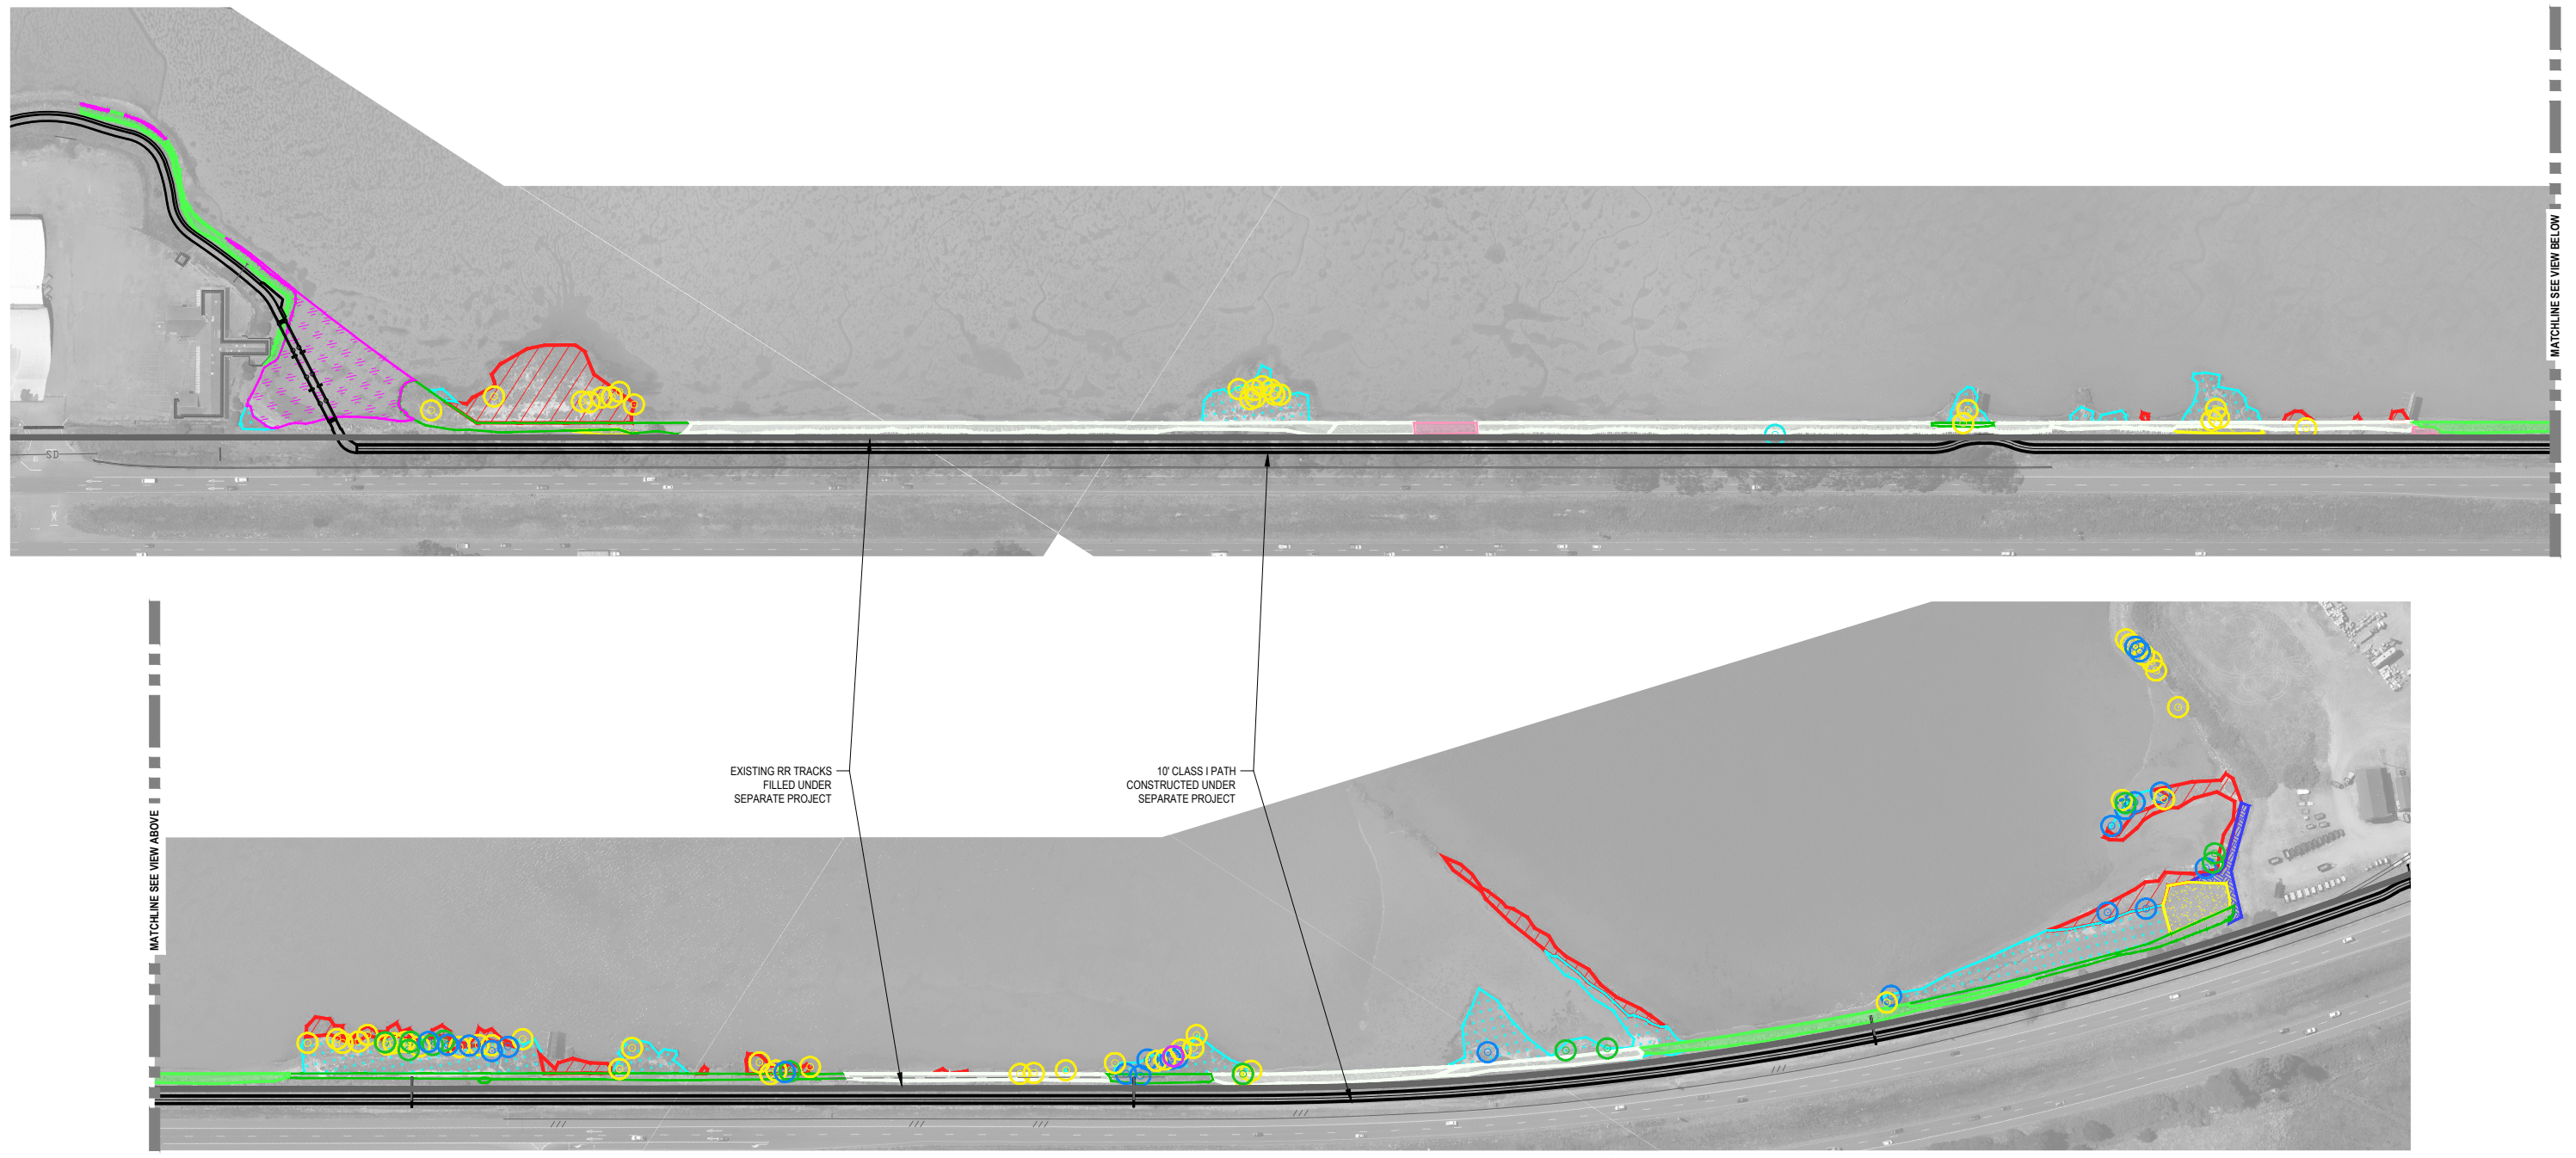 MATCHLINE SEE VIEW BELOW
SD
EXISTING RR TRACKS
FILLED UNDER
SEPARATE PROJECT
10' CLASS I PATH
CONSTRUCTED UNDER
SEPARATE PROJECT
MATCHLINE SEE VIEW ABOVE